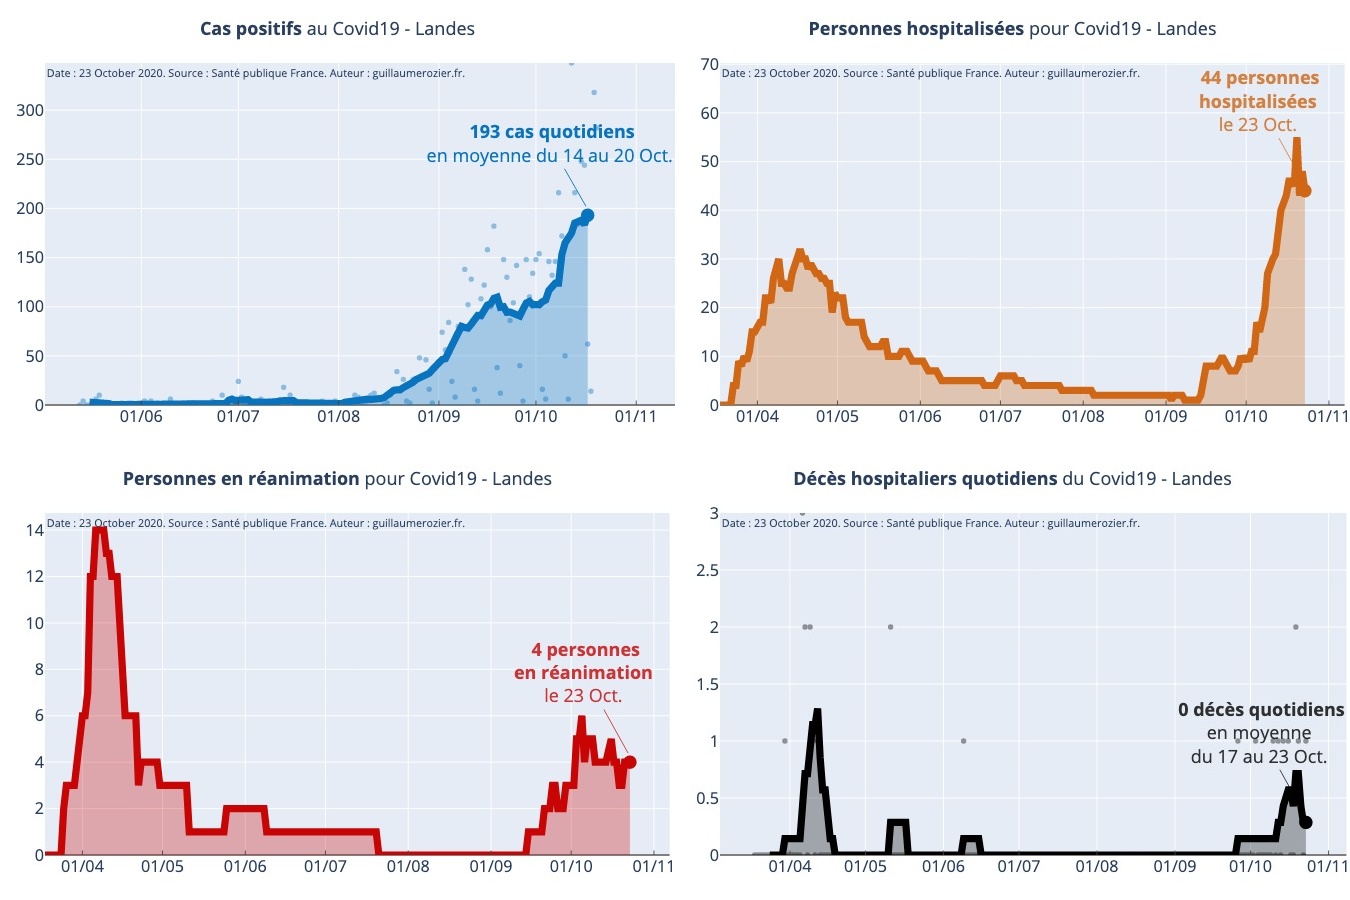 Cas positifs au Covid19 - Landes
Date : 23 October 2020. Source : Santé publique France. Auteur : guillaumerozier.fr.
193 cas quotidiens
en moyenne du 14 au 20 Oct.
300
250
200
150
100
50
0
01/06 01/07 01/08 01/09 01/10 01/11
Personnes hospitalisées pour Covid19 - Landes
Date : 23 October 2020. Source : Santé publique France. Auteur : guillaumerozier.fr.
44 personnes
hospitalisées
le 23 Oct.
70
60
50
40
30
20
10
0
01/04 01/05 01/06 01/07 01/08 01/09 01/10 01/11
Personnes en réanimation pour Covid19 - Landes
Date : 23 October 2020. Source : Santé publique France. Auteur : guillaumerozier.fr.
4 personnes
en réanimation
le 23 Oct.
14
12
10
8
6
4
2
0
01/04 01/05 01/06 01/07 01/08 01/09 01/10 01/11
Décès hospitaliers quotidiens du Covid19 - Landes
Date : 23 October 2020. Source : Santé publique France. Auteur : guillaumerozier.fr.
0 décès quotidiens
en moyenne
du 17 au 23 Oct.
3
2.5
2
1.5
1
0.5
0
01/04 01/05 01/06 01/07 01/08 01/09 01/10 01/11